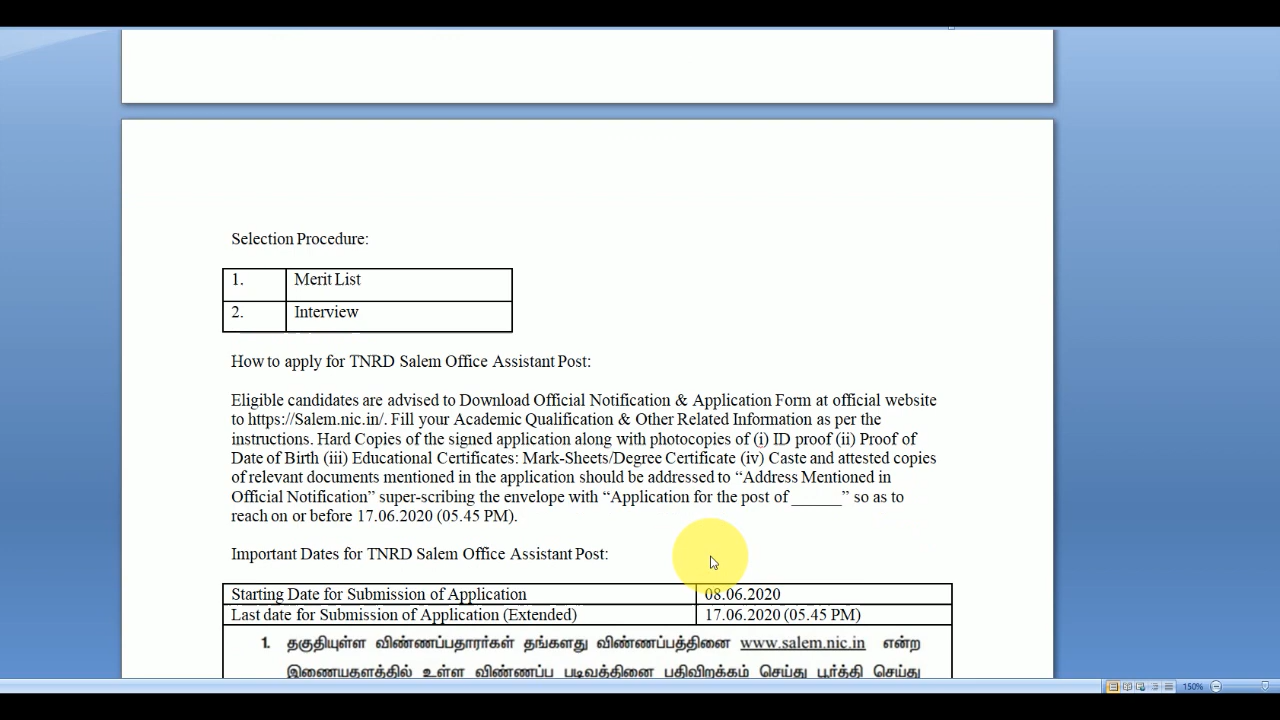 Selection Procedure:
1. Merit List
2. Interview
How to apply for TNRD Salem Office Assistant Post:
Eligible candidates are advised to Download Official Notification & Application Form at official website
to https://Salem.nic.in/. Fill your Academic Qualification & Other Related Information as per the
instructions. Hard Copies of the signed application along with photocopies of (i) ID proof (ii) Proof of
Date of Birth (iii) Educational Certificates: Mark-Sheets/Degree Certificate (iv) Caste and attested copies
of relevant documents mentioned in the application should be addressed to “Address Mentioned in
Official Notification” super-scribing the envelope with “Application for the post of ______” so as to
reach on or before 17.06.2020 (05.45 PM).
Important Dates for TNRD Salem Office Assistant Post:
Starting Date for Submission of Application 08.06.2020
Last date for Submission of Application (Extended) 17.06.2020 (05.45 PM)
1. தகுதியுள்ள விண்ணப்பதாரர்கள் தங்களது விண்ணப்பத்தினை www.salem.nic.in என்ற
இணையதளத்தில் உள்ள விண்ணப்ப படிவத்தினை பதிவிறக்கம் செய்து பூர்த்தி செய்து
150%